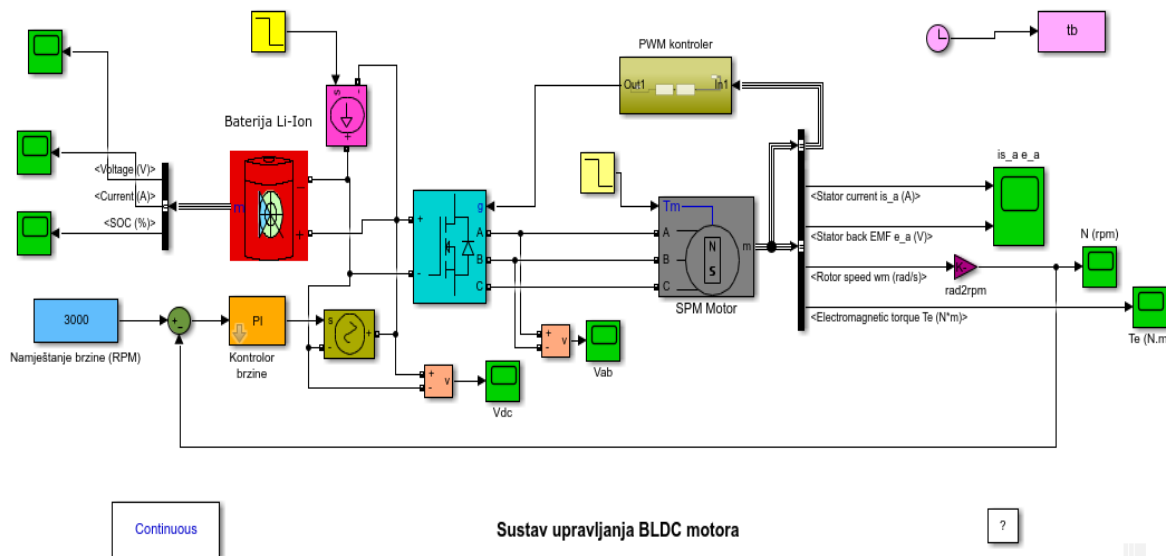 PWM kontroler
tb
Out1
In1
s
-
+
Baterija Li-Ion
<Voltage (V)>
<Current (A)>
<SOC (%)>
m
-
+
+
-
g
A
B
C
Tm
A
B
C
N
S
m
SPM Motor
is_a e_a
<Stator current is_a (A)>
<Stator back EMF e_a (V)>
<Rotor speed wm (rad/s)>
<Electromagnetic torque Te (N*m)>
K-
rad2rpm
N (rpm)
Te (N.m
3000
Namještanje brzine (RPM)
+
-
PI
Kontrolor
brzine
s
-
+
+
-
v
Vdc
+
-
v
Vab
Continuous
Sustav upravljanja BLDC motora
?